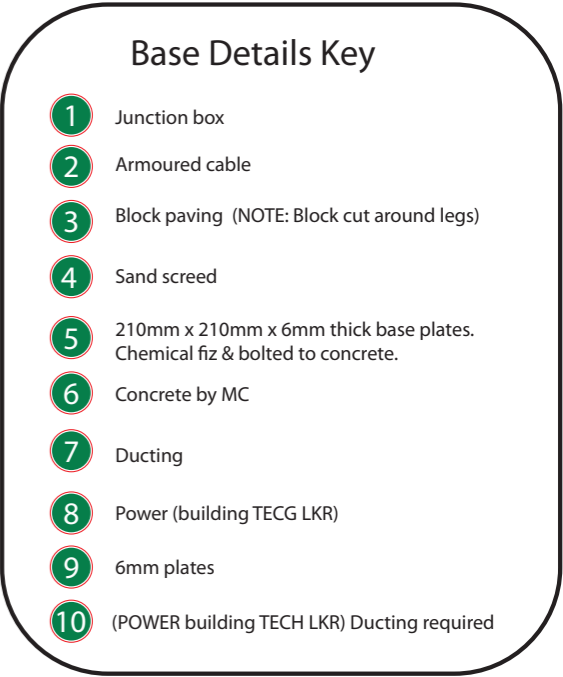 Base Details Key
1 Junction box
2 Armoured cable
3 Block paving (NOTE: Block cut around legs)
4 Sand screed
5 210mm x 210mm x 6mm thick base plates.
Chemical fiz & bolted to concrete.
6 Concrete by MC
7 Ducting
8 Power (building TECG LKR)
9 6mm plates
10 (POWER building TECH LKR) Ducting required